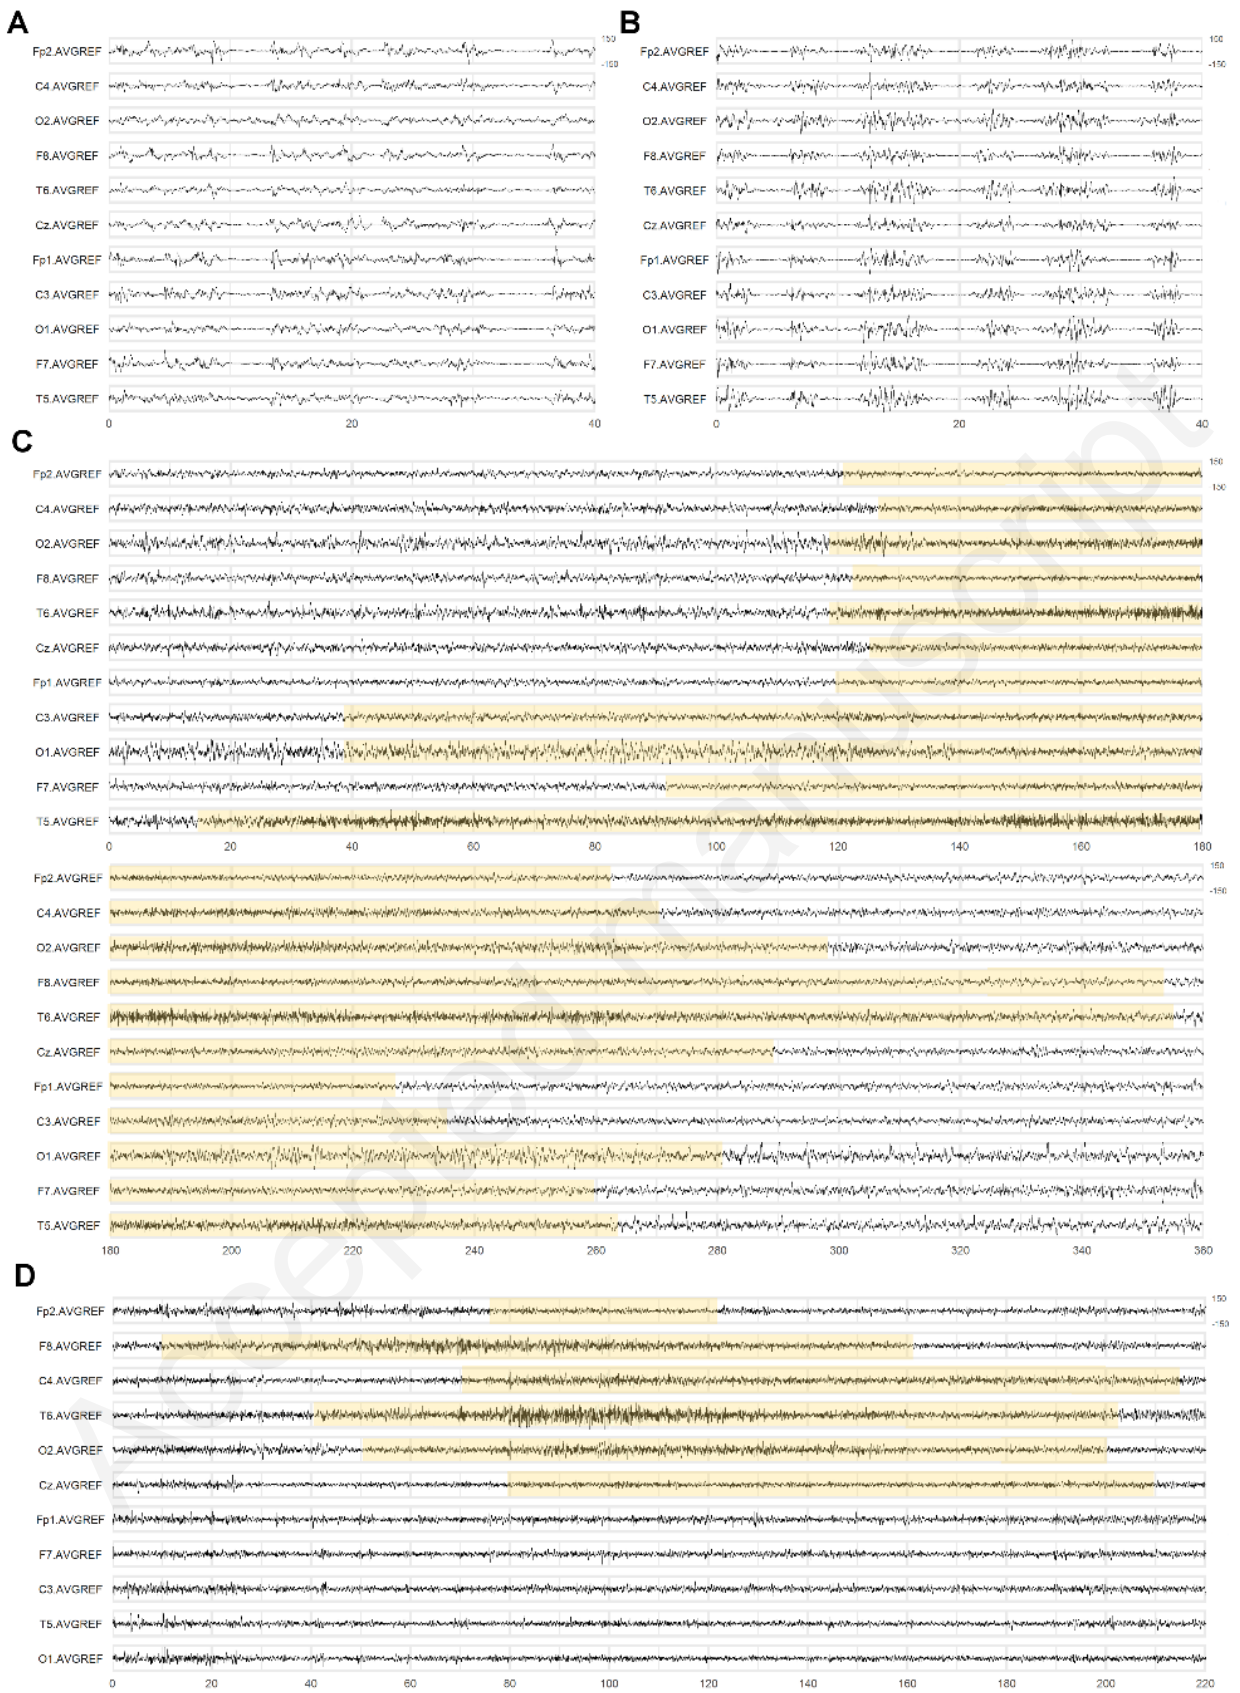 A
B
Fp2.AVGREF
150
-150
C4.AVGREF
O2.AVGREF
F8.AVGREF
T6.AVGREF
Cz.AVGREF
Fp1.AVGREF
C3.AVGREF
O1.AVGREF
F7.AVGREF
T5.AVGREF
0 20 40
Fp2.AVGREF
100
-150
C4.AVGREF
O2.AVGREF
F8.AVGREF
T6.AVGREF
Cz.AVGREF
Fp1.AVGREF
C3.AVGREF
O1.AVGREF
F7.AVGREF
T5.AVGREF
0 20 40
C
Fp2.AVGREF
150
150
C4.AVGREF
O2.AVGREF
F8.AVGREF
T6.AVGREF
Cz.AVGREF
Fp1.AVGREF
C3.AVGREF
O1.AVGREF
F7.AVGREF
T5.AVGREF
0 20 40 60 80 100 120 140 160 180
Fp2.AVGREF
150
-150
C4.AVGREF
O2.AVGREF
F8.AVGREF
T6.AVGREF
Cz.AVGREF
Fp1.AVGREF
C3.AVGREF
O1.AVGREF
F7.AVGREF
T5.AVGREF
180 200 220 240 260 280 300 320 340 360
D
Fp2.AVGREF
150
-150
F8.AVGREF
C4.AVGREF
T6.AVGREF
O2.AVGREF
Cz.AVGREF
Fp1.AVGREF
F7.AVGREF
C3.AVGREF
T5.AVGREF
O1.AVGREF
0 20 40 60 80 100 120 140 160 180 200 220
Accepted manuscript